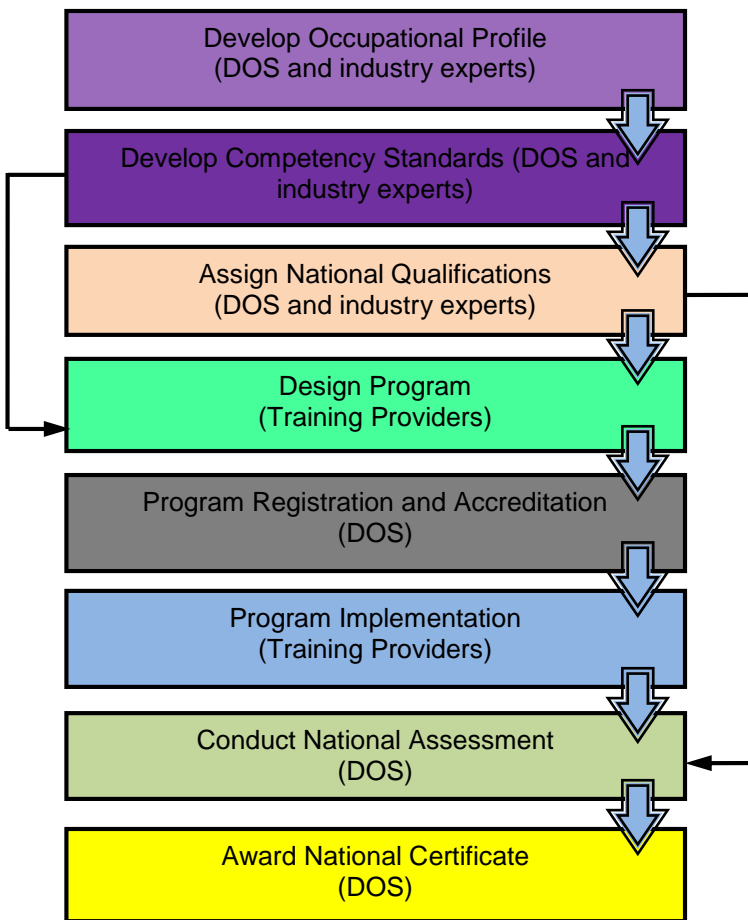 Develop Occupational Profile
(DOS and industry experts)
Develop Competency Standards (DOS and
industry experts)
Assign National Qualifications
(DOS and industry experts)
Design Program
(Training Providers)
Program Registration and Accreditation
(DOS)
Program Implementation
(Training Providers)
Conduct National Assessment
(DOS)
Award National Certificate
(DOS)